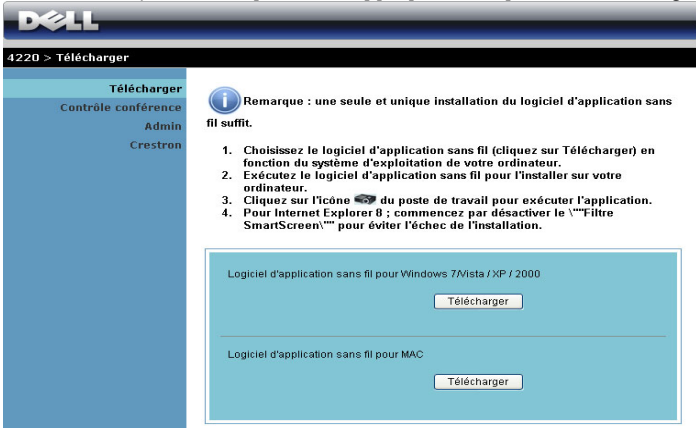 DELL
4220 > Télécharger
Télécharger
Contrôle conférence
Admin
Crestron
Remarque : une seule et unique installation du logiciel d'application sans
fil suffit.
1. Choisissez le logiciel d'application sans fil (cliquez sur Télécharger) en
fonction du système d'exploitation de votre ordinateur.
2. Exécutez le logiciel d'application sans fil pour l'installer sur votre
ordinateur.
3. Cliquez sur l'icône du poste de travail pour exécuter l'application.
4. Pour Internet Explorer 8 ; commencez par désactiver le \""Filtre
SmartScreen\"" pour éviter l'échec de l'installation.
Logiciel d'application sans fil pour Windows 7/Vista / XP / 2000
Télécharger
Logiciel d'application sans fil pour MAC
Télécharger